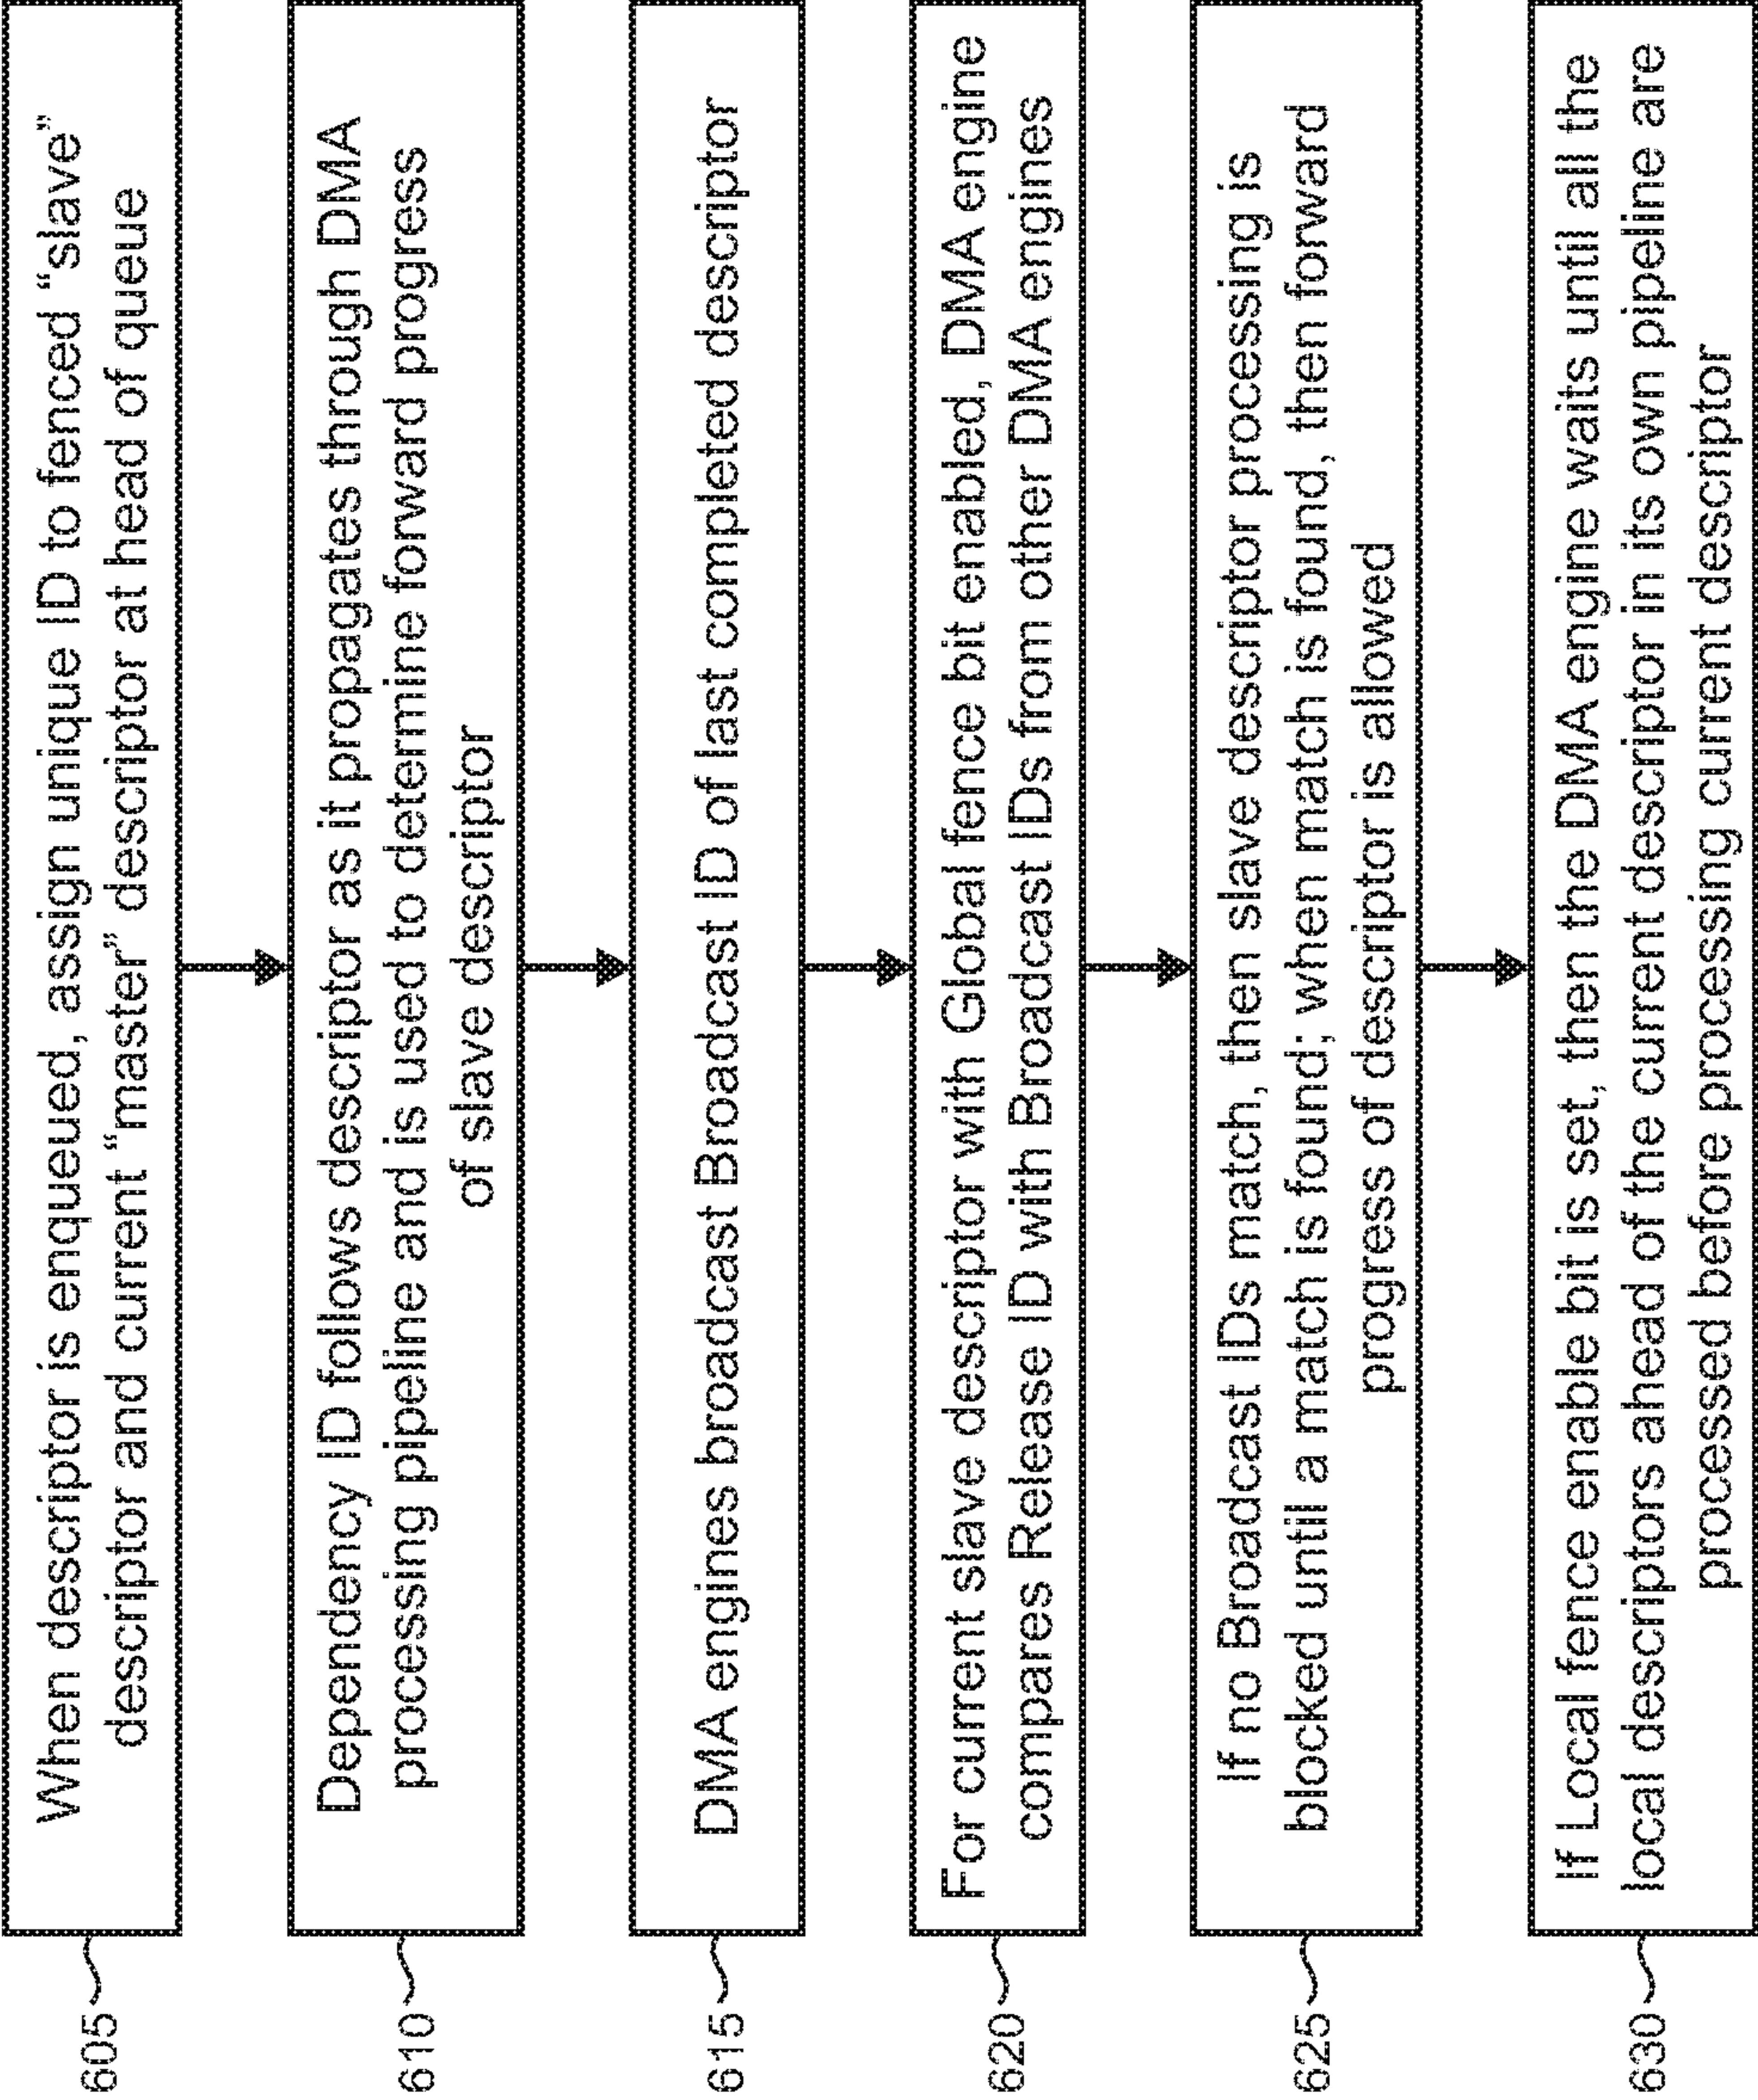 605
When descriptor is enqueued, assign unique ID to fenced “slave”
descriptor and current “master” descriptor at head of queue
610
Dependency ID follows descriptor as it propagates through DMA
processing pipeline and is used to determine forward progress
of slave descriptor
615
DMA engines broadcast Broadcast ID of last completed descriptor
620
For current slave descriptor with Global fence bit enabled, DMA engine
compares Release ID with Broadcast IDs from other DMA engines
625
If no Broadcast IDs match, then slave descriptor processing is
blocked until a match is found; when match is found, then forward
progress of descriptor is allowed
630
If Local fence enable bit is set, then the DMA engine waits until all the
local descriptors ahead of the current descriptor in its own pipeline are
processed before processing current descriptor